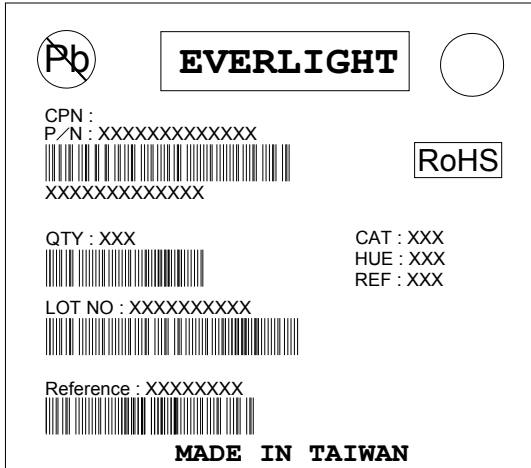 Pb
EVERLIGHT
CPN :
P/N : XXXXXXXXXXXXX
RoHS
XXXXXXXXXXXXX
QTY : XXX
CAT : XXX
HUE : XXX
REF : XXX
LOT NO : XXXXXXXXXX
Reference : XXXXXXXX
MADE IN TAIWAN